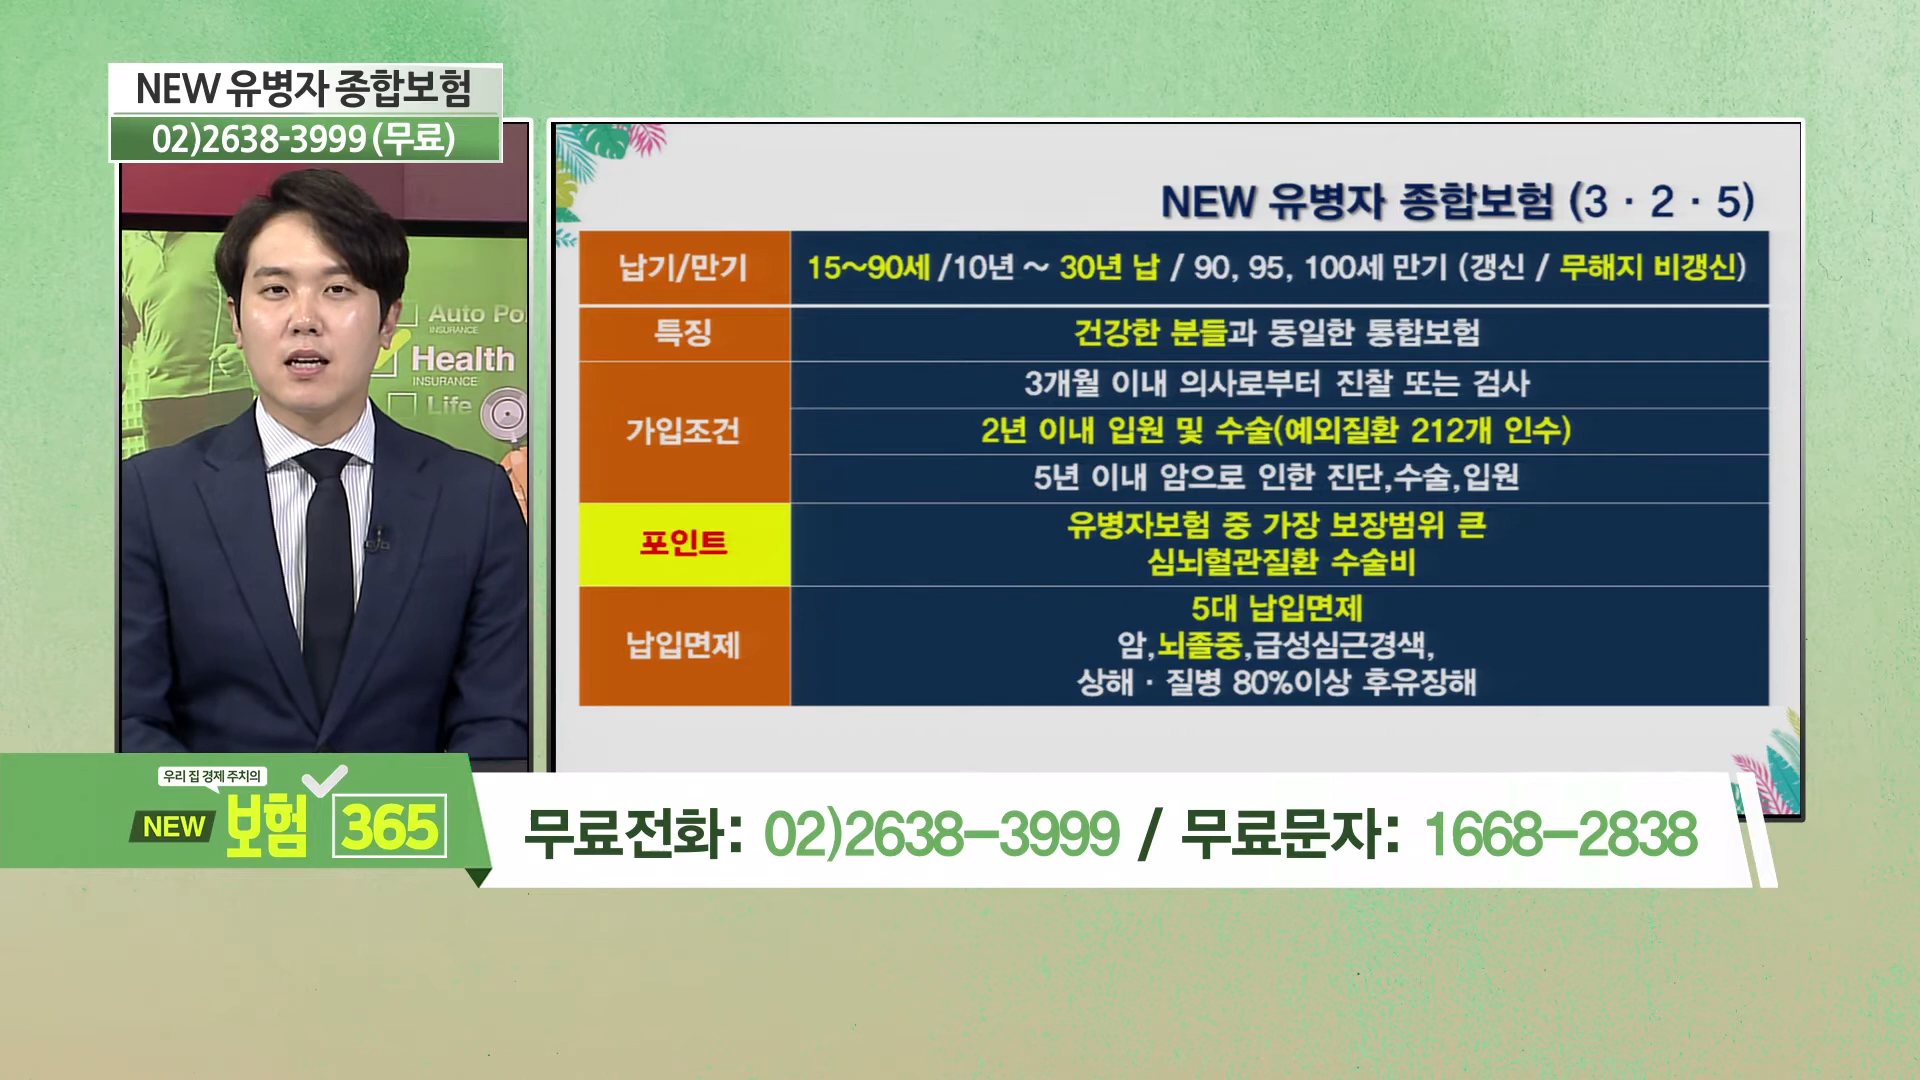 NEW 유병자 종합보험
02)2638-3999 (무료)
Auto Po
INSURANCE
Health
INSURANCE
Life
NEW 유병자 종합보험 (3 · 2 · 5)
납기/만기
15~90세 /10년 ~ 30년 납 / 90, 95, 100세 만기 (갱신 / 무해지 비갱신)
특징
건강한 분들과 동일한 통합보험
가입조건
3개월 이내 의사로부터 진찰 또는 검사
2년 이내 입원 및 수술(예외질환 212개 인수)
5년 이내 암으로 인한 진단,수술,입원
포인트
유병자보험 중 가장 보장범위 큰
심뇌혈관질환 수술비
납입면제
5대 납입면제
암,뇌졸중,급성심근경색,
상해 · 질병 80%이상 후유장해
우리 집 경제 주치의
NEW 보험 365
무료전화: 02)2638-3999 / 무료문자: 1668-2838